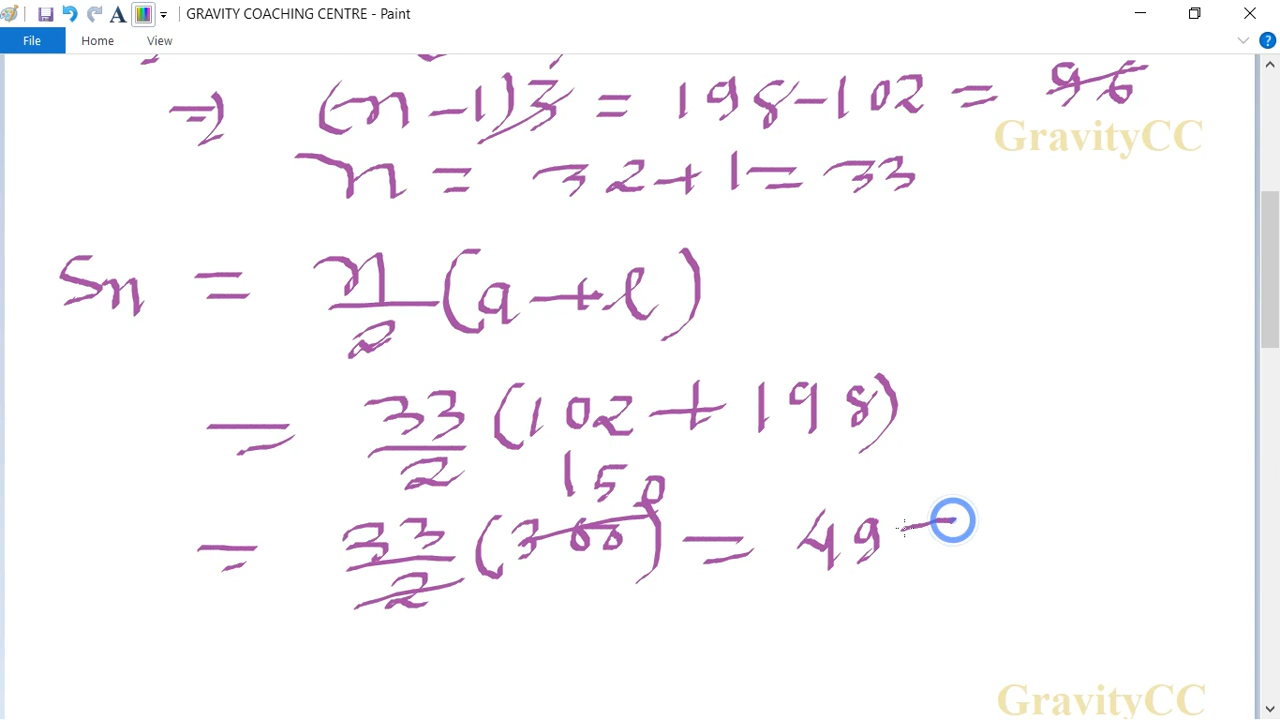 GRAVITY COACHING CENTRE - Paint
File Home View
⇒ (n-1)3 = 198-102 = 96
GravityCC
n = 32+1=33
Sn = n/2 (a+l)
= 33/2 (102+198)
150
= 33/2 (300) = 49
GravityCC